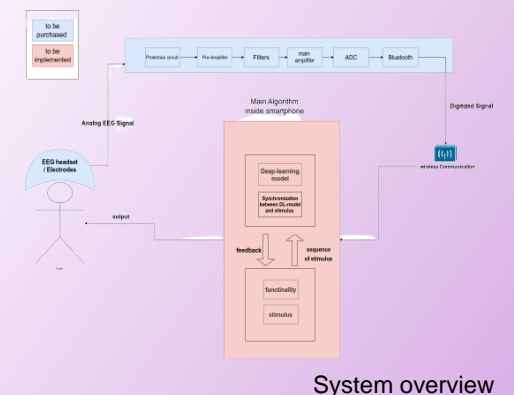 to be
purchased
to be
implemented
Protection circuit
Pre-Amplifier
Filters
main
amplifier
ADC
Bluetooth
Main Algorithm
inside smartphone
Digitized Signal
Analog EEG Signal
wireless Communication
EEG headset
/ Electrodes
Deep-learning
model
Synchronization
between DL-model
and stimulus
output
feedback
sequence
of stimulus
functinality
stimulus
System overview